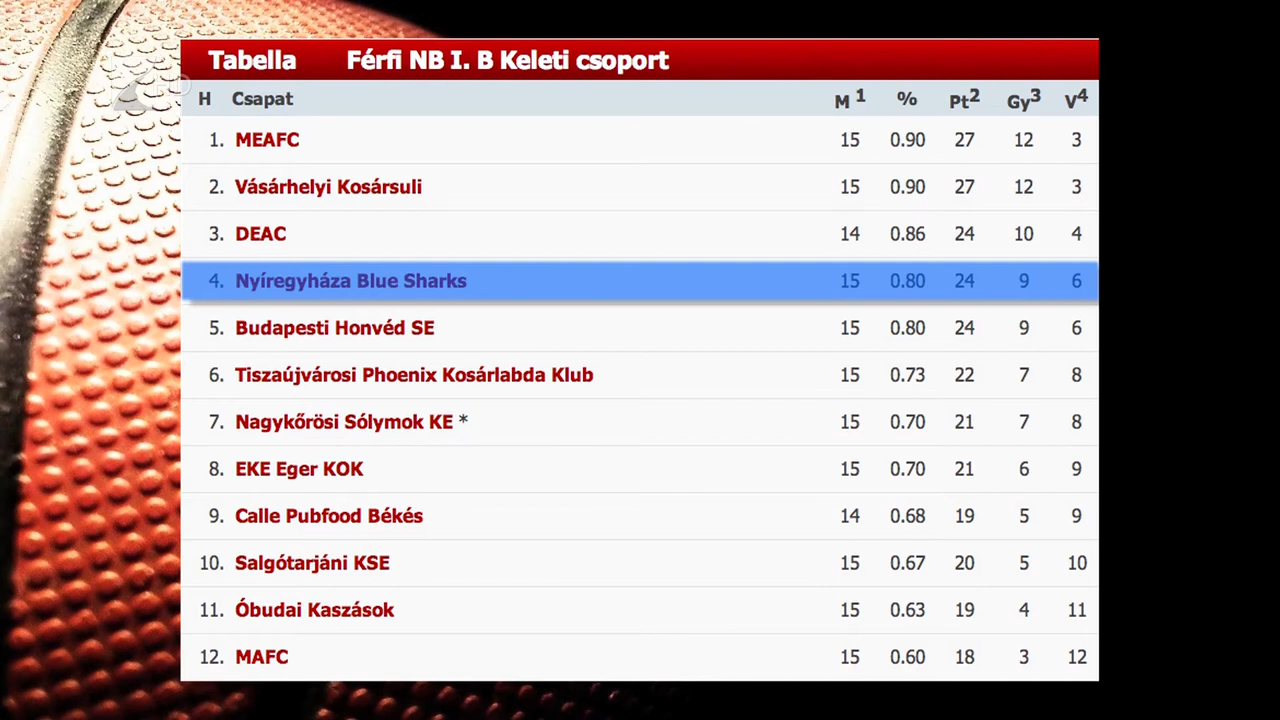 Tabella Férfi NB I. B Keleti csoport
H Csapat M 1 % Pt2 Gy3 V4
1. MEAFC 15 0.90 27 12 3
2. Vásárhelyi Kosársuli 15 0.90 27 12 3
3. DEAC 14 0.86 24 10 4
4. Nyíregyháza Blue Sharks 15 0.80 24 9 6
5. Budapesti Honvéd SE 15 0.80 24 9 6
6. Tiszaújvárosi Phoenix Kosárlabda Klub 15 0.73 22 7 8
7. Nagykőrösi Sólymok KE * 15 0.70 21 7 8
8. EKE Eger KOK 15 0.70 21 6 9
9. Calle Pubfood Békés 14 0.68 19 5 9
10. Salgótarjáni KSE 15 0.67 20 5 10
11. Óbudai Kaszások 15 0.63 19 4 11
12. MAFC 15 0.60 18 3 12